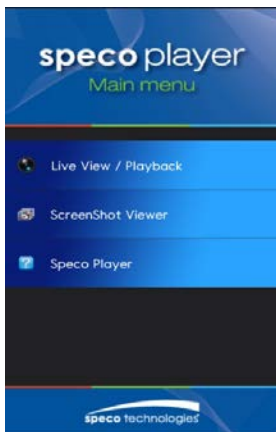 speco player
Main menu
Live View / Playback
ScreenShot Viewer
Speco Player
speco technologies